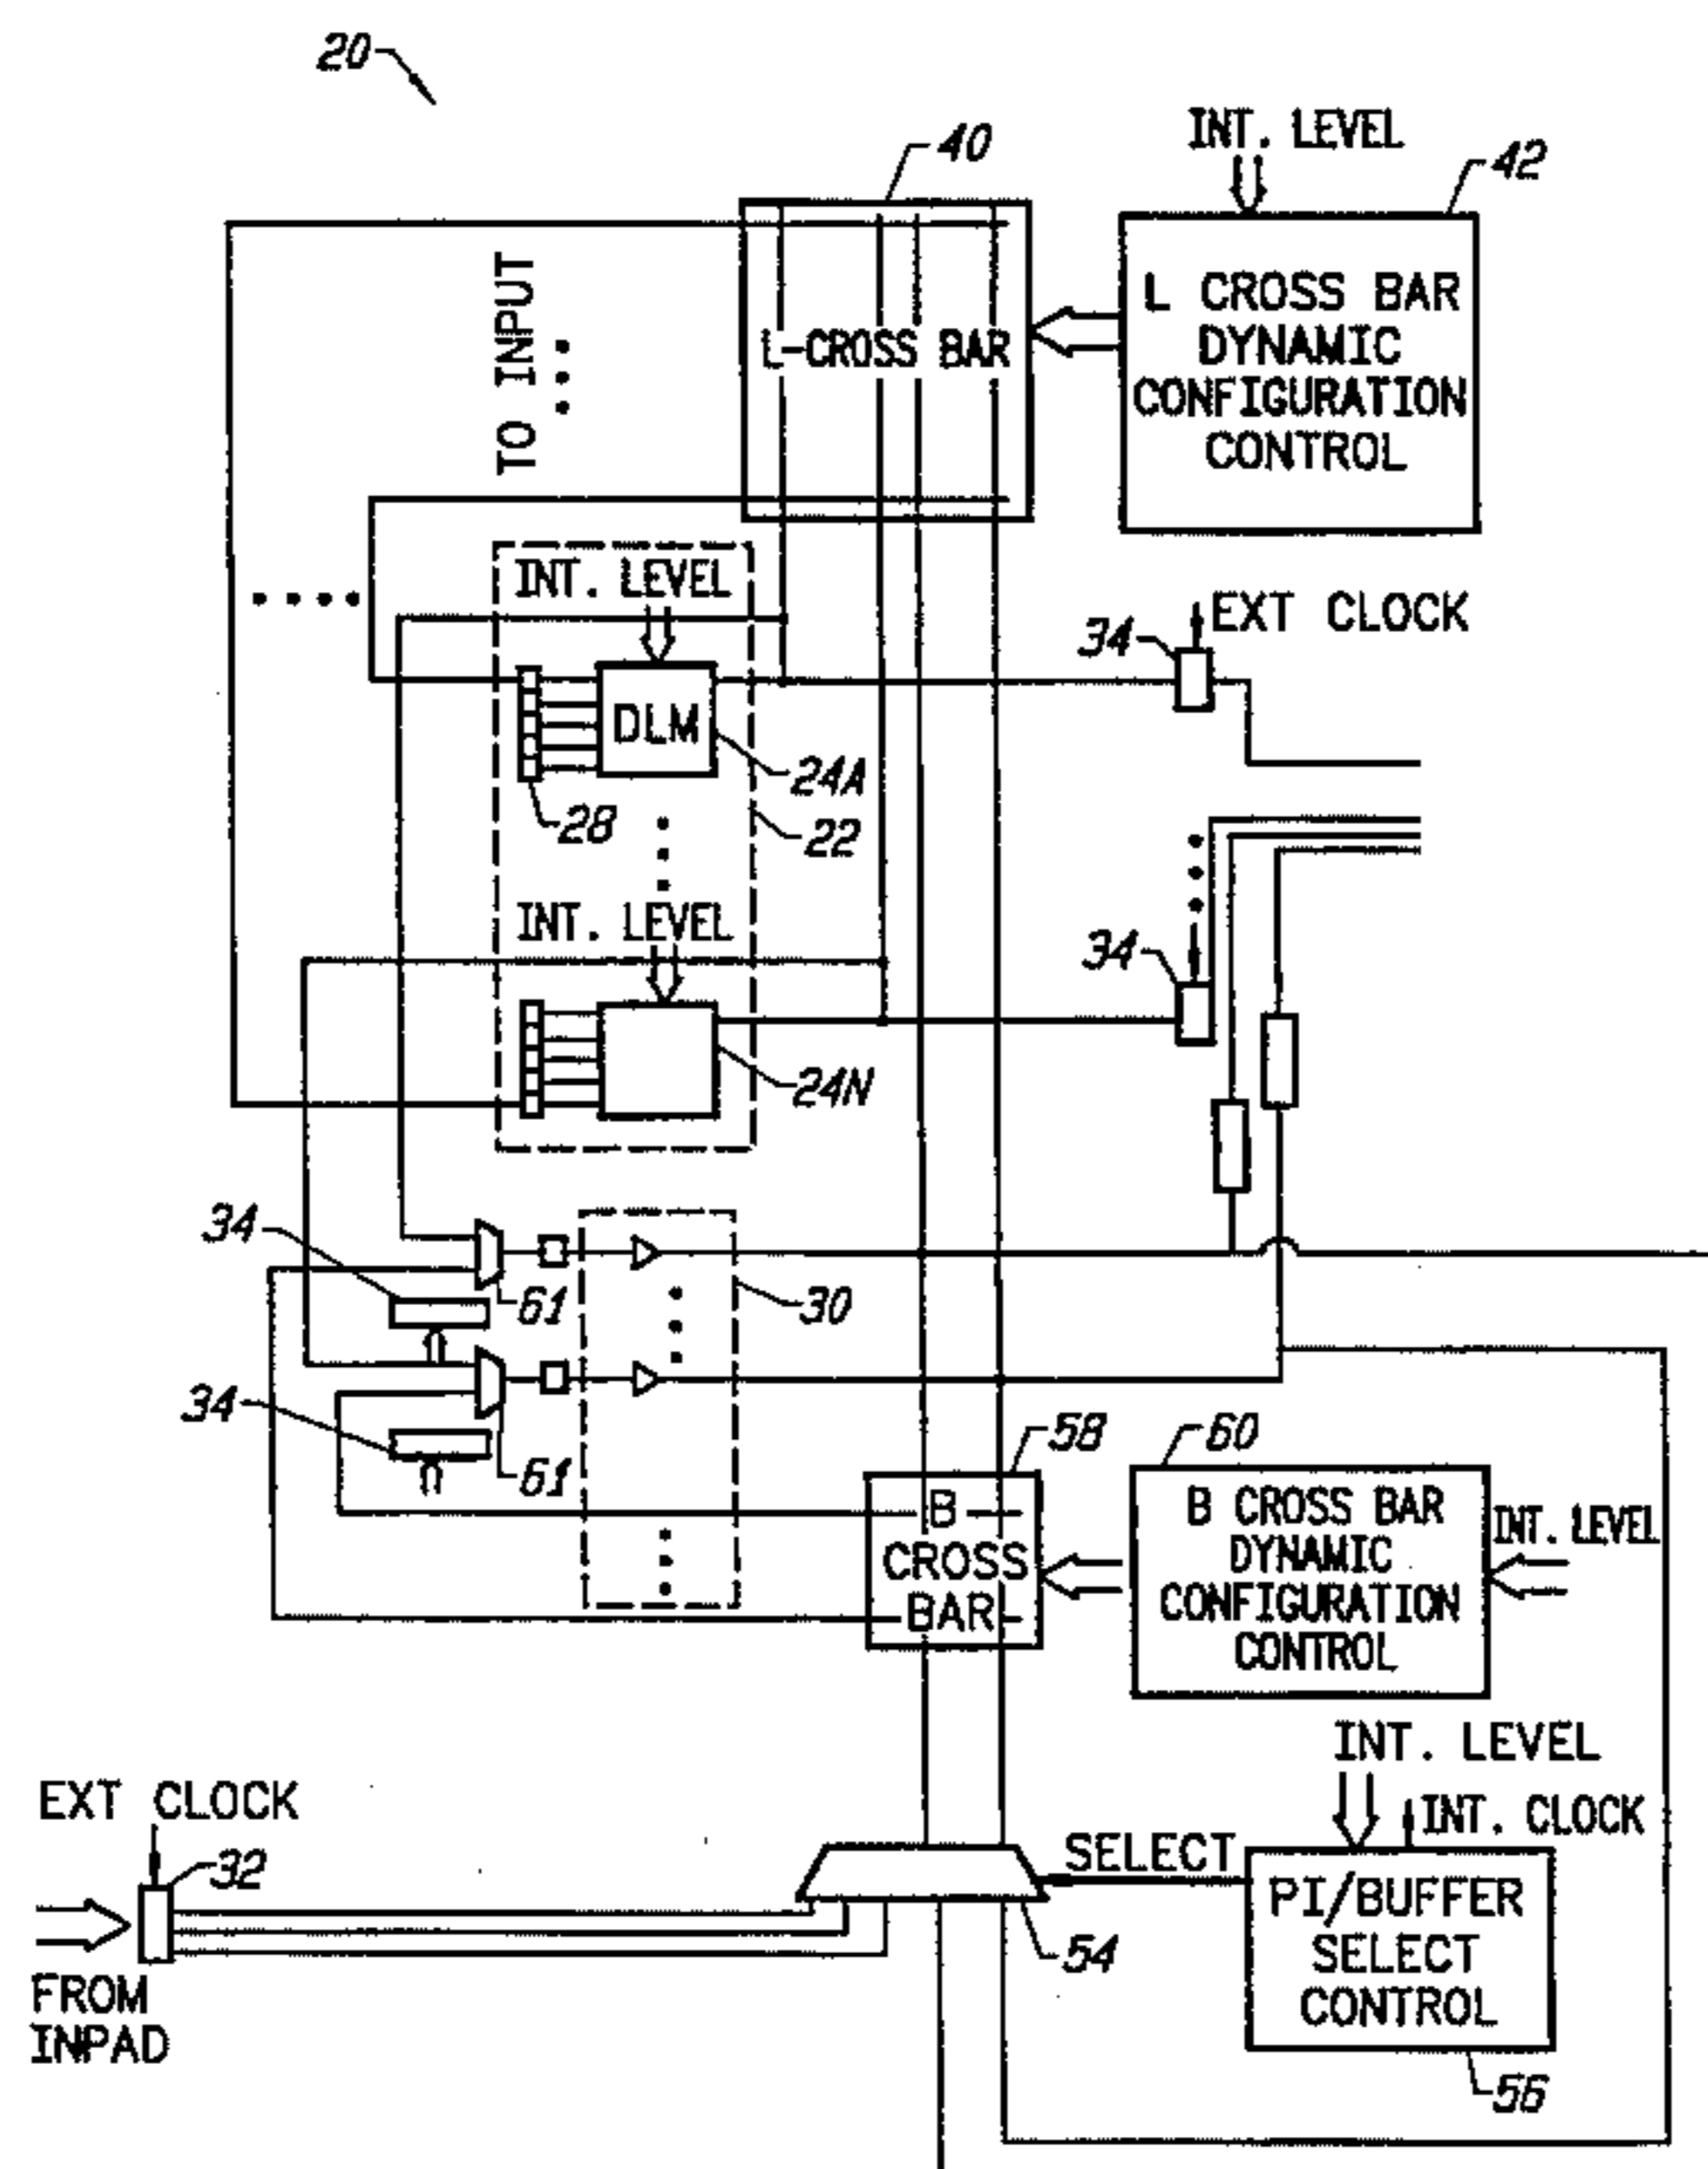 20
40
INT. LEVEL
42
L CROSS BAR
DYNAMIC
CONFIGURATION
CONTROL
TO INPUT
L-CROSS BAR
INT. LEVEL
EXT CLOCK
34
DLM
24A
28
22
INT. LEVEL
34
24N
34
61
30
34
61
58
60
B
CROSS
BAR
B CROSS BAR
DYNAMIC
CONFIGURATION
CONTROL
INT. LEVEL
INT. LEVEL
EXT CLOCK
INT. CLOCK
32
SELECT
PI/BUFFER
SELECT
CONTROL
54
FROM
INPAD
56